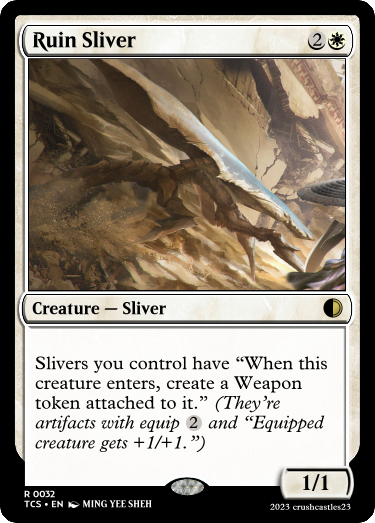 Ruin Sliver 2
Creature — Sliver
Slivers you control have “When this
creature enters, create a Weapon
token attached to it.” (They’re
artifacts with equip 2 and “Equipped
creature gets +1/+1.”)
1/1
R 0032
TCS • EN MING YEE SHEH
2023 crushcastles23